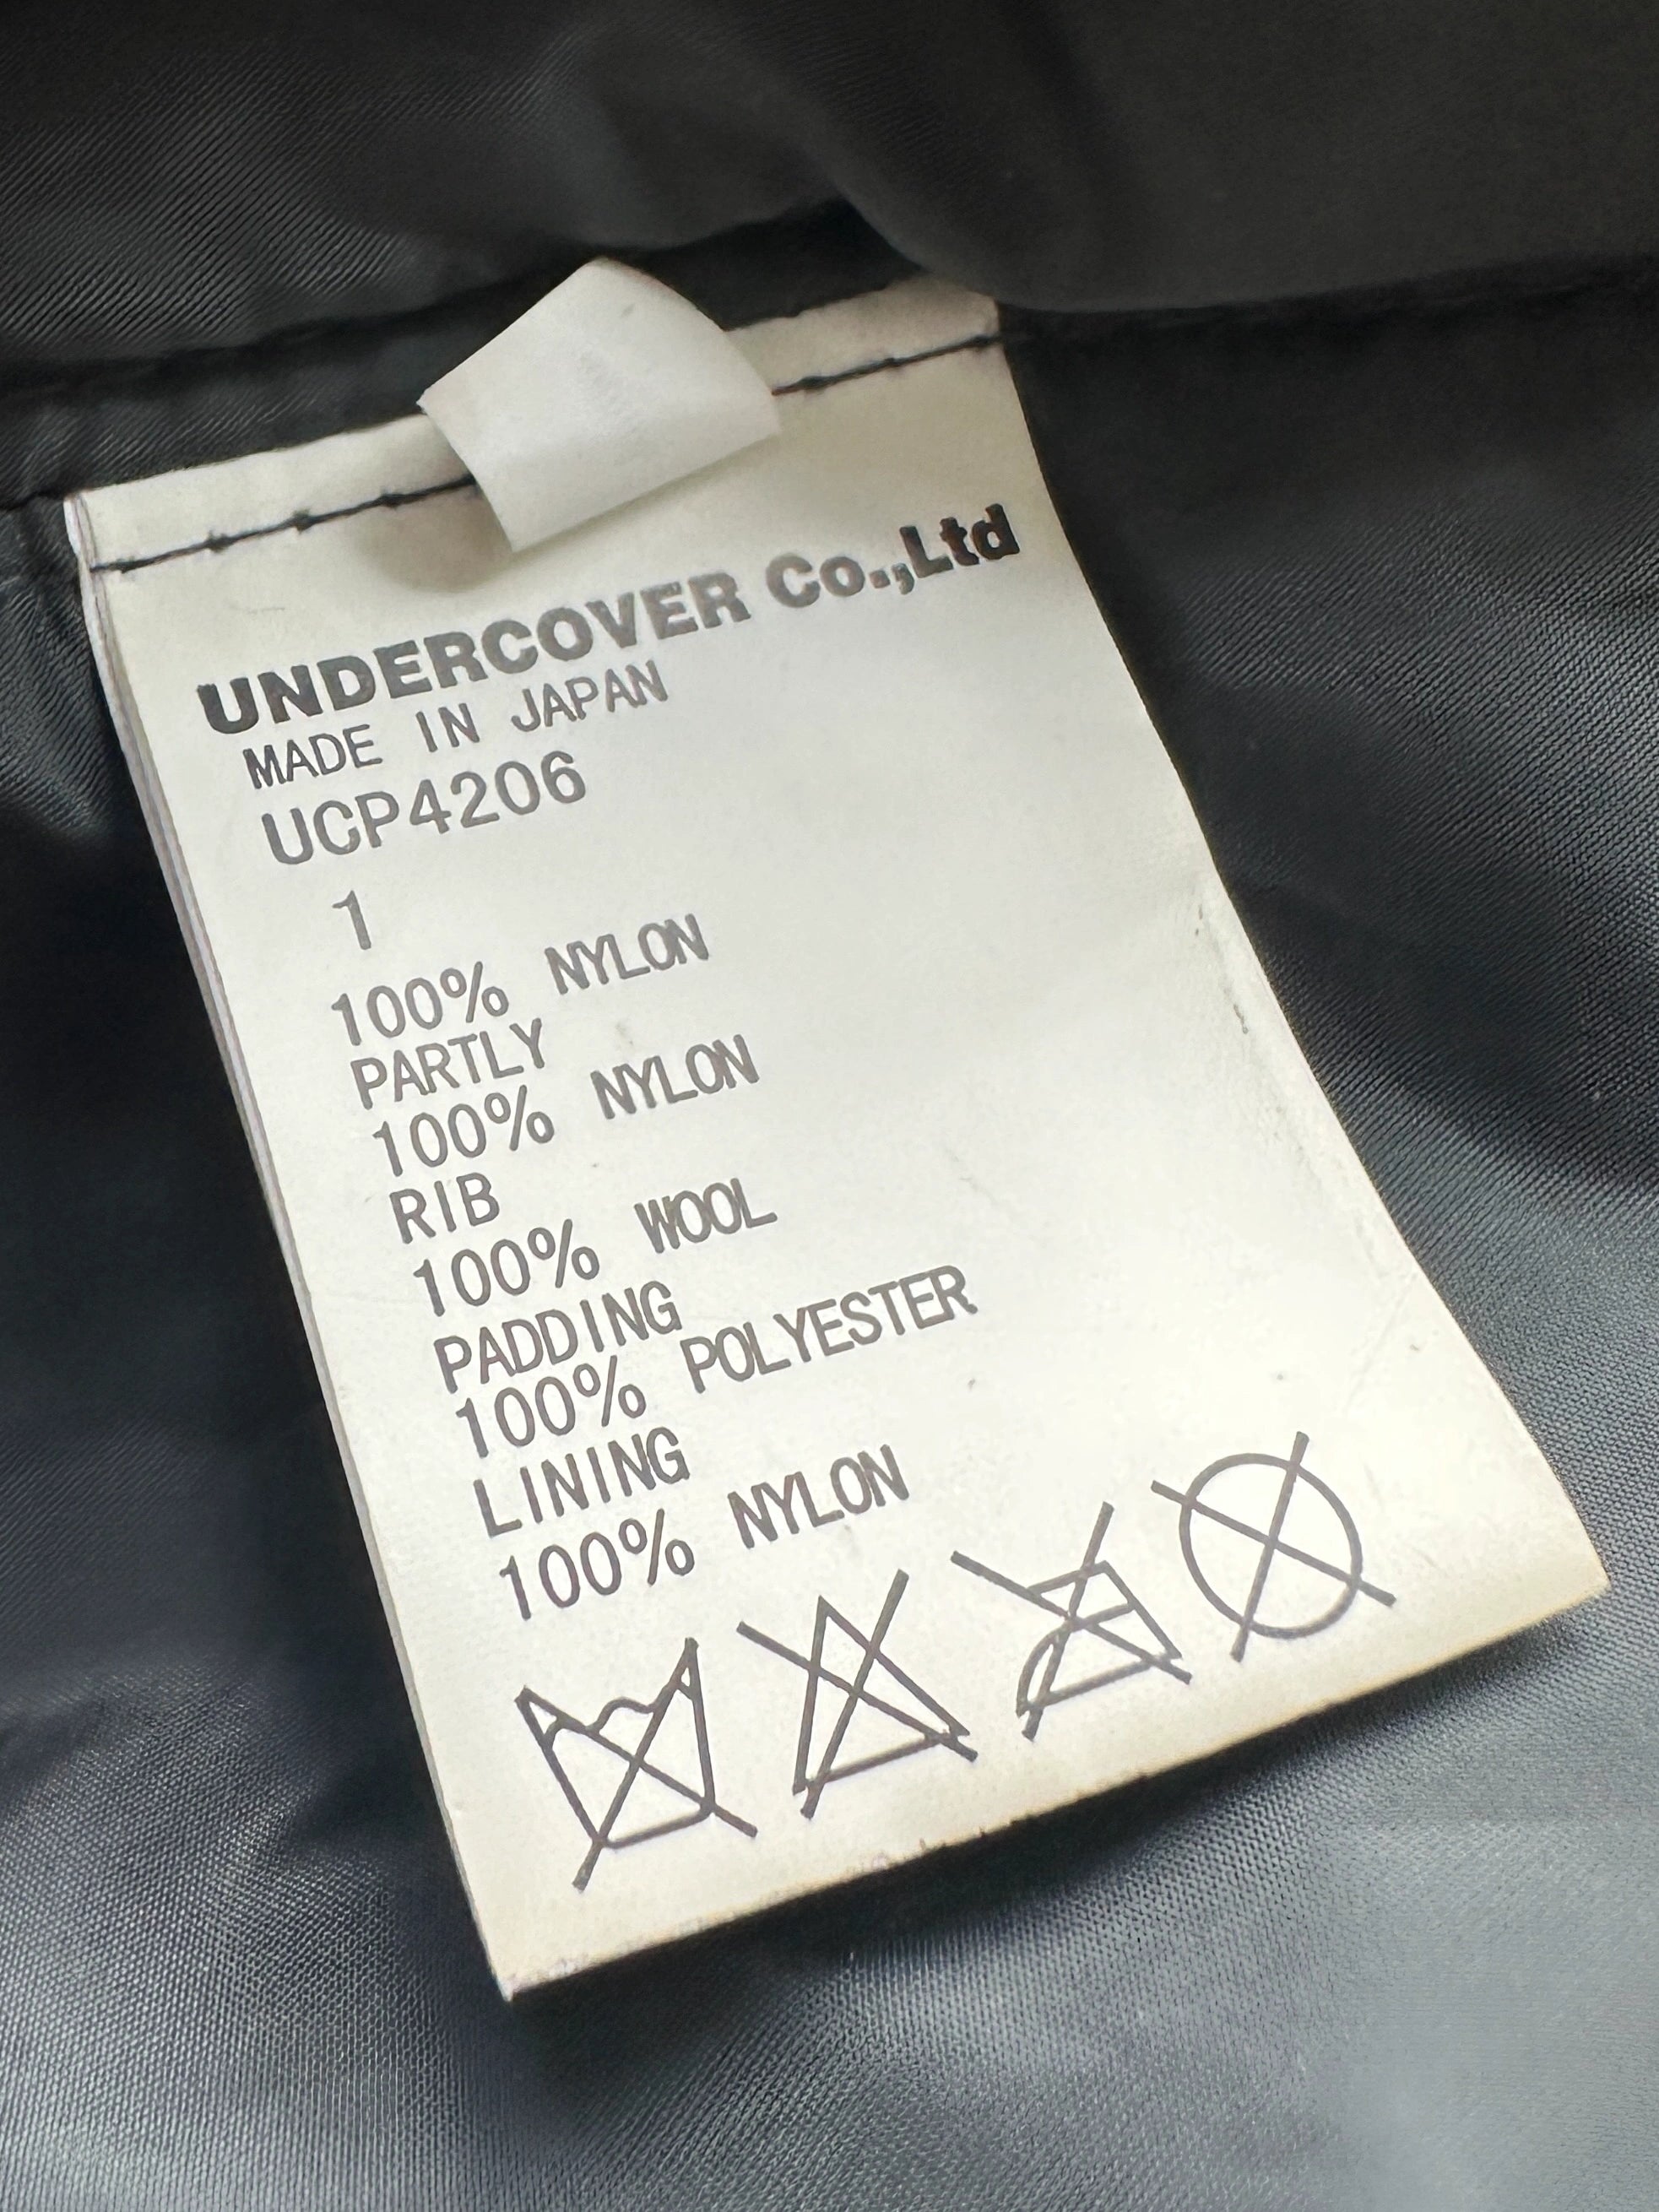 UNDERCOVER Co.,Ltd
MADE IN JAPAN
UCP4206
1
100% NYLON
PARTLY
100% NYLON
RIB
100% WOOL
PADDING
100% POLYESTER
LINING
100% NYLON